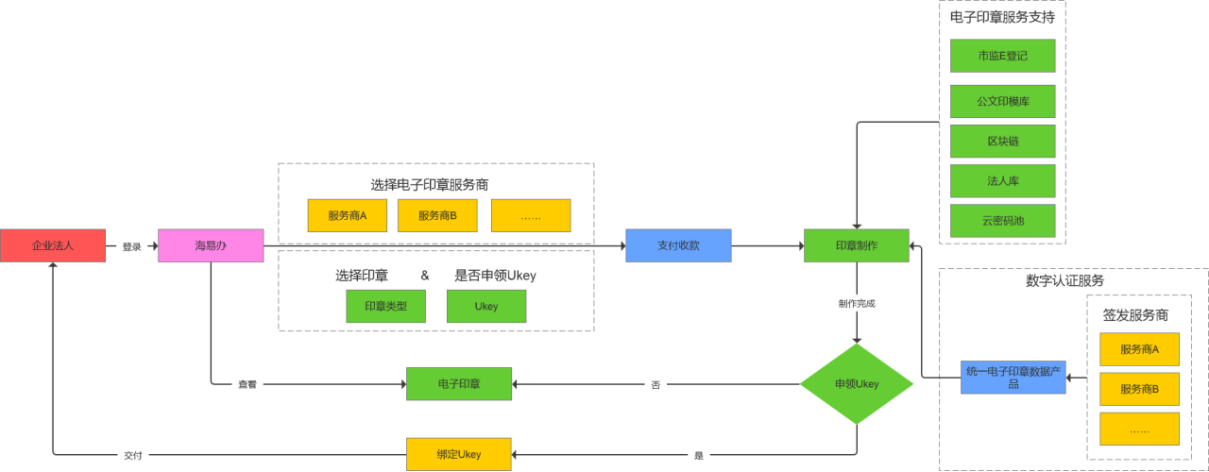 电子印章服务支持
市监E登记
公文印模库
区块链
法人库
云密码池
选择电子印章服务商
服务商A
服务商B
……
企业法人
登录
海易办
支付收款
印章制作
选择印章 & 是否申领Ukey
印章类型
Ukey
制作完成
数字认证服务
签发服务商
服务商A
服务商B
……
统一电子印章数据产
品
查看
电子印章
否
申领Ukey
交付
绑定Ukey
是